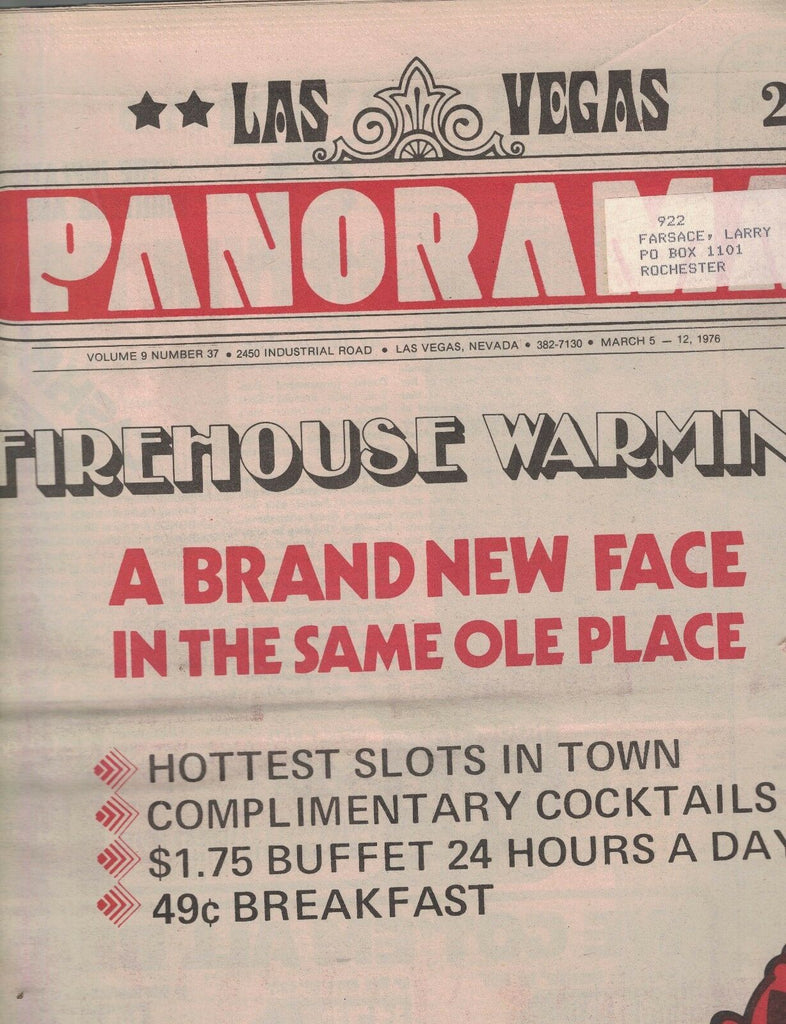 ★★ LAS VEGAS 2
PANORAMA
922
FARSACE, LARRY
PO BOX 1101
ROCHESTER
VOLUME 9 NUMBER 37 • 2450 INDUSTRIAL ROAD • LAS VEGAS, NEVADA • 382-7130 • MARCH 5 — 12, 1976
FIREHOUSE WARMIN
A BRAND NEW FACE
IN THE SAME OLE PLACE
HOTTEST SLOTS IN TOWN
COMPLIMENTARY COCKTAILS
$1.75 BUFFET 24 HOURS A DAY
49¢ BREAKFAST